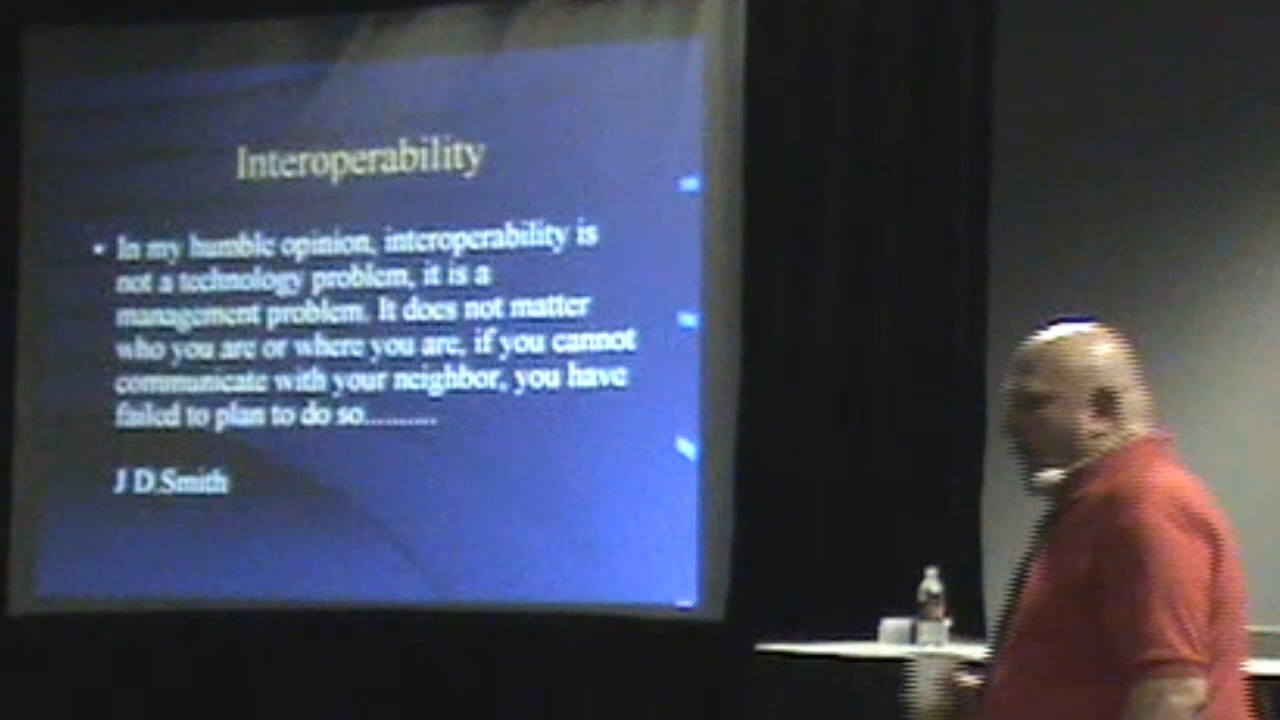 Interoperability
• In my humble opinion, interoperability is
not a technology problem, it is a
management problem. It does not matter
who you are or where you are, if you cannot
communicate with your neighbor, you have
failed to plan to do so..........
J D.Smith